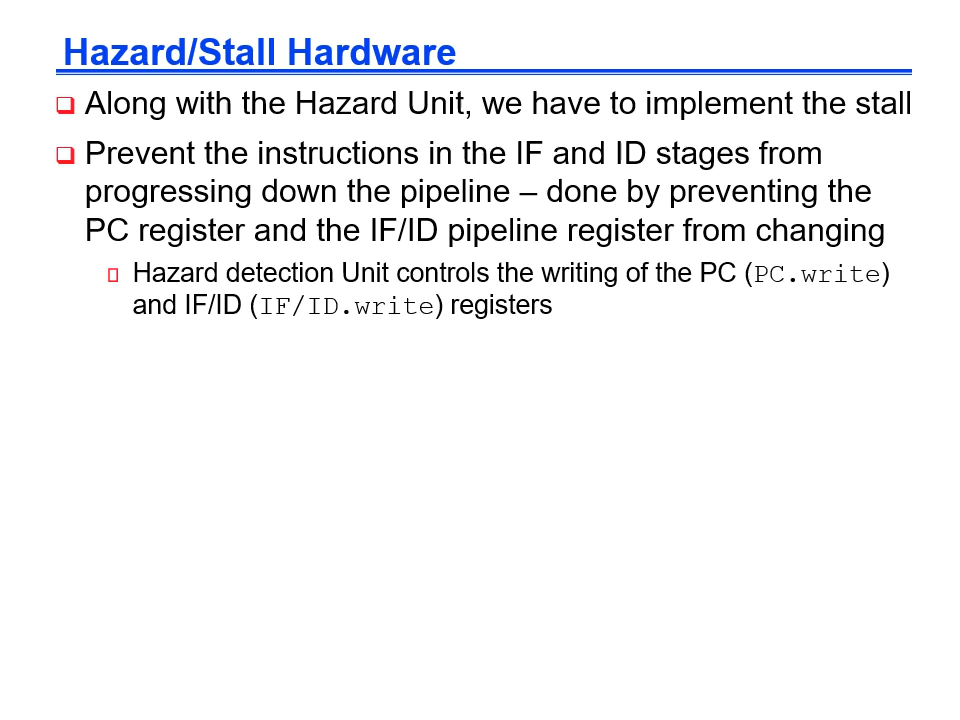 Hazard/Stall Hardware
Along with the Hazard Unit, we have to implement the stall
Prevent the instructions in the IF and ID stages from
progressing down the pipeline – done by preventing the
PC register and the IF/ID pipeline register from changing
Hazard detection Unit controls the writing of the PC (PC.write)
and IF/ID (IF/ID.write) registers